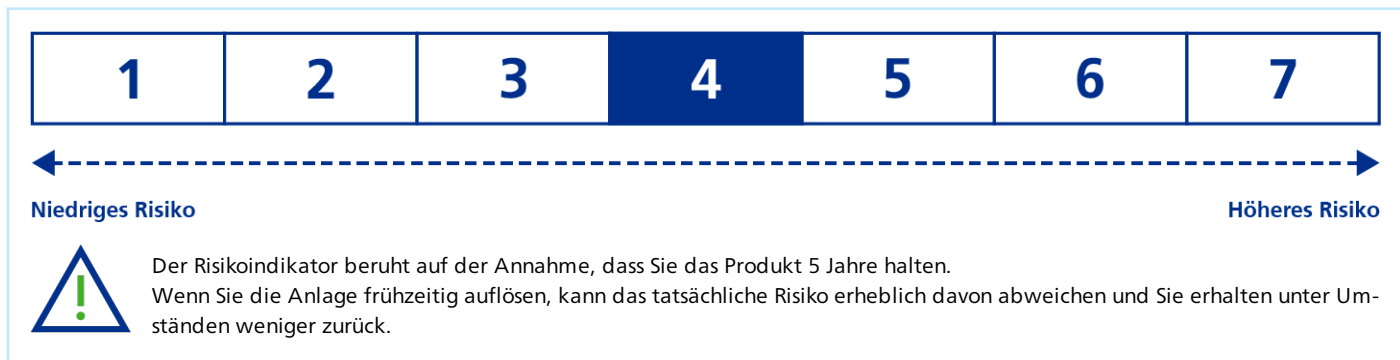 1 2 3 4 5 6 7
Niedriges Risiko Höheres Risiko
Der Risikoindikator beruht auf der Annahme, dass Sie das Produkt 5 Jahre halten.
Wenn Sie die Anlage frühzeitig auflösen, kann das tatsächliche Risiko erheblich davon abweichen und Sie erhalten unter Um-
ständen weniger zurück.